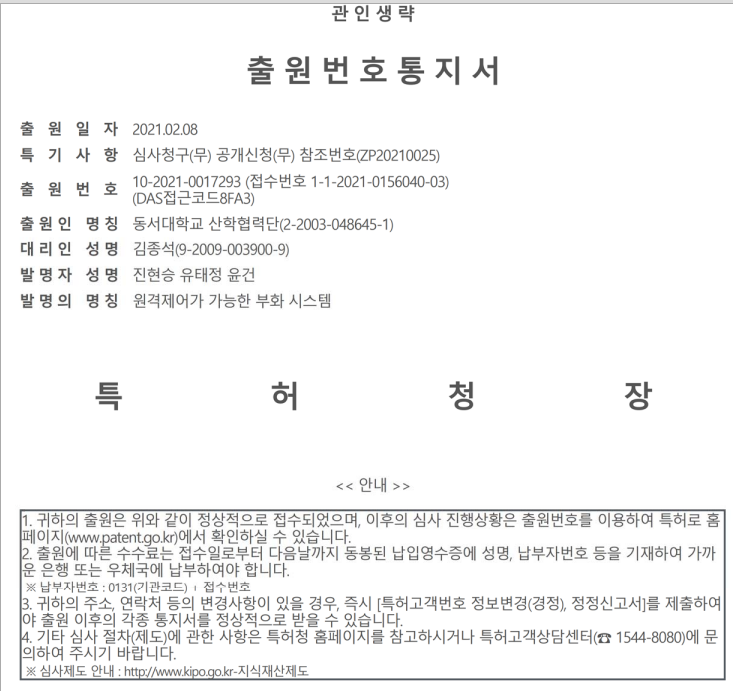 관 인 생 략
출 원 번 호 통 지 서
출 원 일 자 2021.02.08
특 기 사 항 심사청구(무) 공개신청(무) 참조번호(ZP20210025)
출 원 번 호 10-2021-0017293 (접수번호 1-1-2021-0156040-03)
(DAS접근코드8FA3)
출 원 인 명 칭 동서대학교 산학협력단(2-2003-048645-1)
대 리 인 성 명 김종석(9-2009-003900-9)
발 명 자 성 명 진현승 유태정 윤건
발 명 의 명 칭 원격제어가 가능한 부화 시스템
특 허 청 장
<< 안내 >>
1. 귀하의 출원은 위와 같이 정상적으로 접수되었으며, 이후의 심사 진행상황은 출원번호를 이용하여 특허로 홈
페이지(www.patent.go.kr)에서 확인하실 수 있습니다.
2. 출원에 따른 수수료는 접수일로부터 다음날까지 동봉된 납입영수증에 성명, 납부자번호 등을 기재하여 가까
운 은행 또는 우체국에 납부하여야 합니다.
※ 납부자번호 : 0131(기관코드) + 접수번호
3. 귀하의 주소, 연락처 등의 변경사항이 있을 경우, 즉시 [특허고객번호 정보변경(경정), 정정신고서]를 제출하여
야 출원 이후의 각종 통지서를 정상적으로 받을 수 있습니다.
4. 기타 심사 절차(제도)에 관한 사항은 특허청 홈페이지를 참고하시거나 특허고객상담센터(☎ 1544-8080)에 문
의하여 주시기 바랍니다.
※ 심사제도 안내 : http://www.kipo.go.kr-지식재산제도